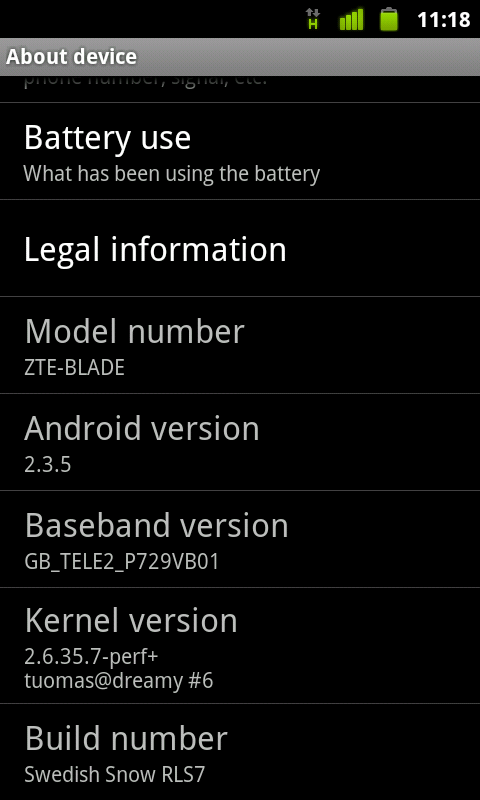 H
11:18
About device
phone number, signal, etc.
Battery use
What has been using the battery
Legal information
Model number
ZTE-BLADE
Android version
2.3.5
Baseband version
GB_TELE2_P729VB01
Kernel version
2.6.35.7-perf+
tuomas@dreamy #6
Build number
Swedish Snow RLS7